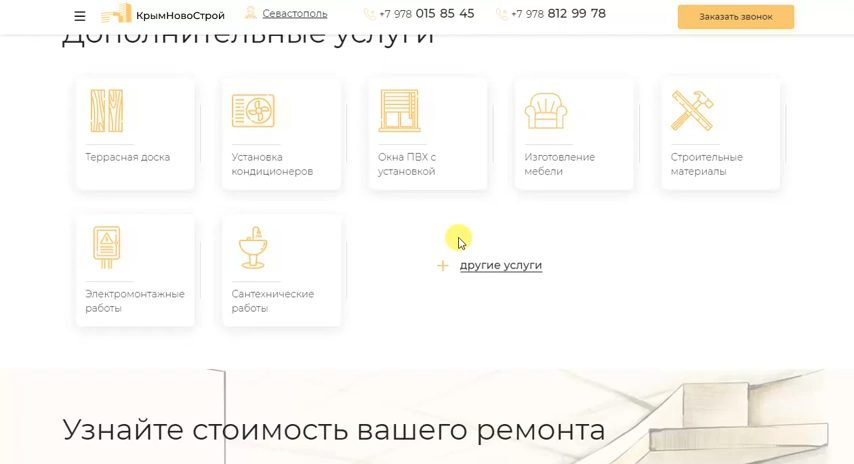 КрымНовоСтрой
Севастополь
+7 978 015 85 45
+7 978 812 99 78
Заказать звонок
Дополнительные услуги
Террасная доска
Установка
кондиционеров
Окна ПВХ с
установкой
Изготовление
мебели
Строительные
материалы
Электромонтажные
работы
Сантехнические
работы
+ другие услуги
Узнайте стоимость вашего ремонта